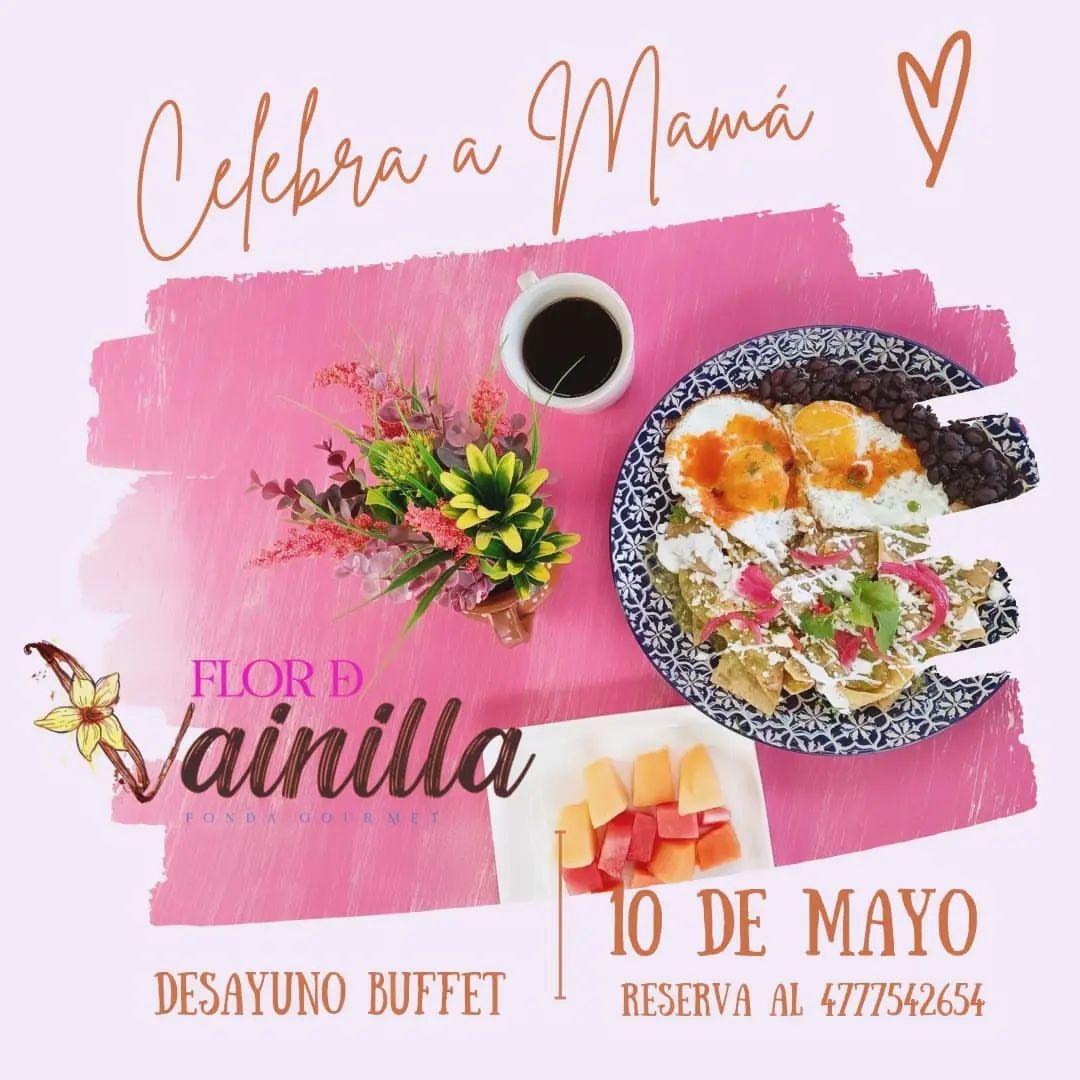 Celebra a Mamá
FLOR D
Vainilla
FONDA GOURMET
10 DE MAYO
DESAYUNO BUFFET
RESERVA AL 4777542654